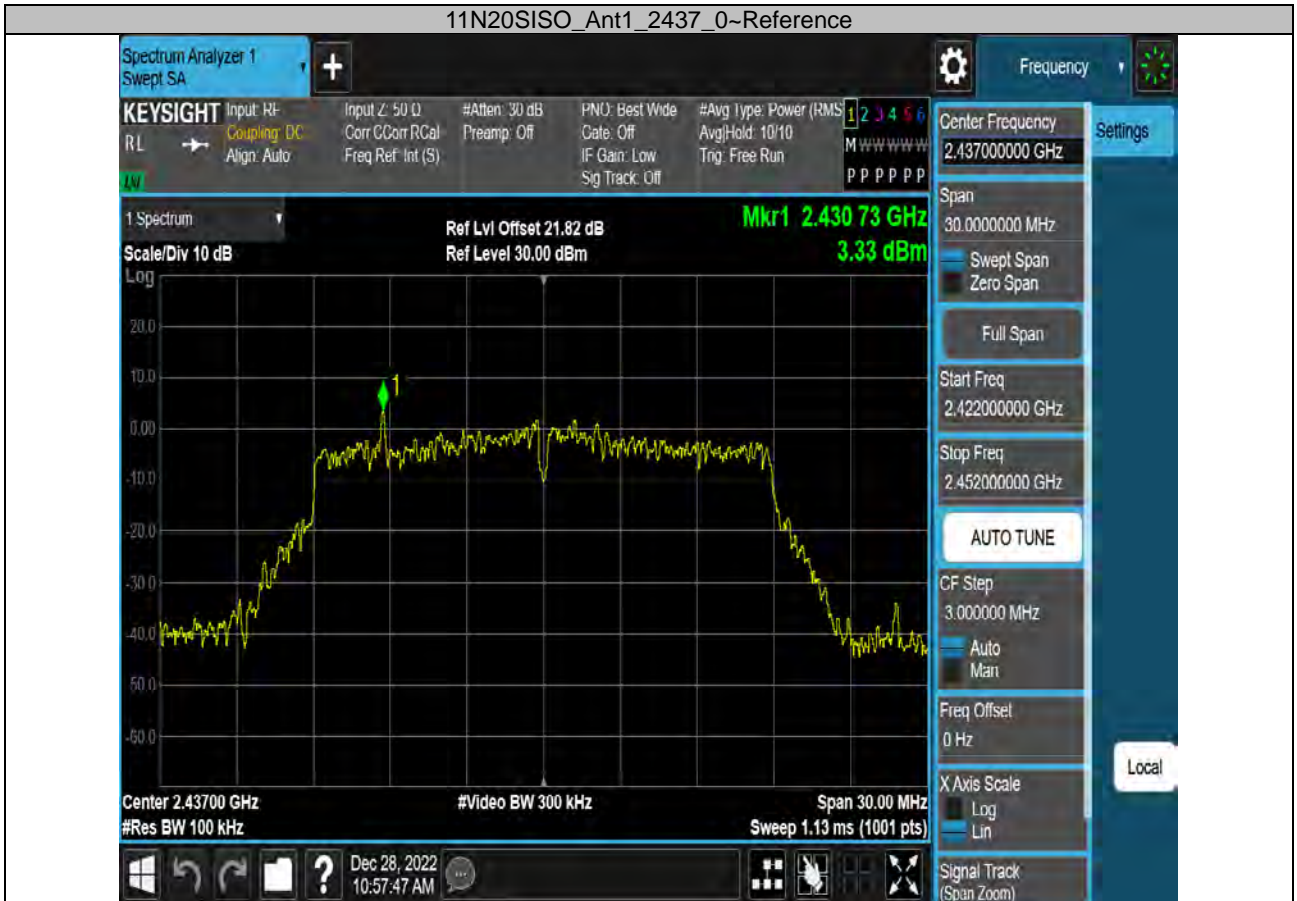 11N20SISO_Ant1_2437_0~Reference
Spectrum Analyzer 1
Swept SA
+
Frequency
KEYSIGHT
RL
Input: RF
Coupling: DC
Align: Auto
Input Z: 50 Ω
Corr CCorr RCal
Freq Ref: Int (S)
#Atten: 30 dB
Preamp: Off
PNO: Best Wide
Gate: Off
IF Gain: Low
Sig Track: Off
#Avg Type: Power (RMS
Avg|Hold: 10/10
Trig: Free Run
1 2 3 4 5 6
M W W W W W
P P P P P P
1 Spectrum
Scale/Div 10 dB
Log
Ref Lvl Offset 21.82 dB
Ref Level 30.00 dBm
Mkr1 2.430 73 GHz
3.33 dBm
20.0
10.0
0.00
-10.0
-20.0
-30.0
-40.0
-50.0
-60.0
1
Center 2.43700 GHz
#Res BW 100 kHz
#Video BW 300 kHz
Span 30.00 MHz
Sweep 1.13 ms (1001 pts)
Center Frequency
2.437000000 GHz
Settings
Span
30.0000000 MHz
Swept Span
Zero Span
Full Span
Start Freq
2.422000000 GHz
Stop Freq
2.452000000 GHz
AUTO TUNE
CF Step
3.000000 MHz
Auto
Man
Freq Offset
0 Hz
X Axis Scale
Log
Lin
Local
Signal Track
(Span Zoom)
?
Dec 28, 2022
10:57:47 AM